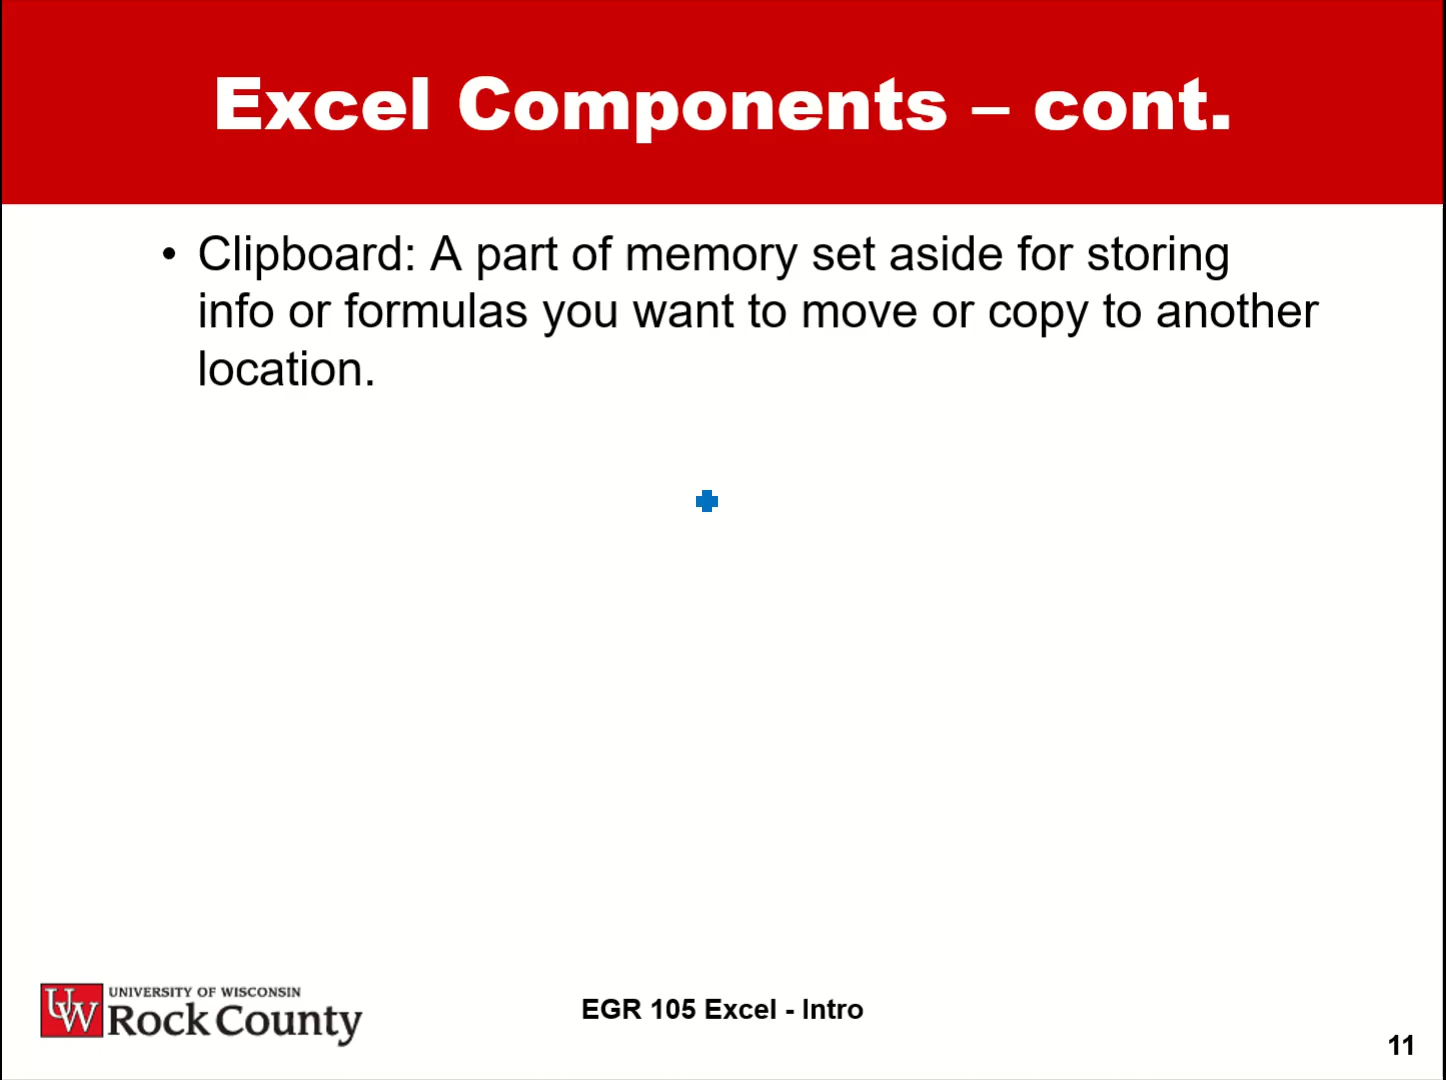 Excel Components – cont.
• Clipboard: A part of memory set aside for storing
info or formulas you want to move or copy to another
location.
UW
UNIVERSITY OF WISCONSIN
Rock County
EGR 105 Excel - Intro
11